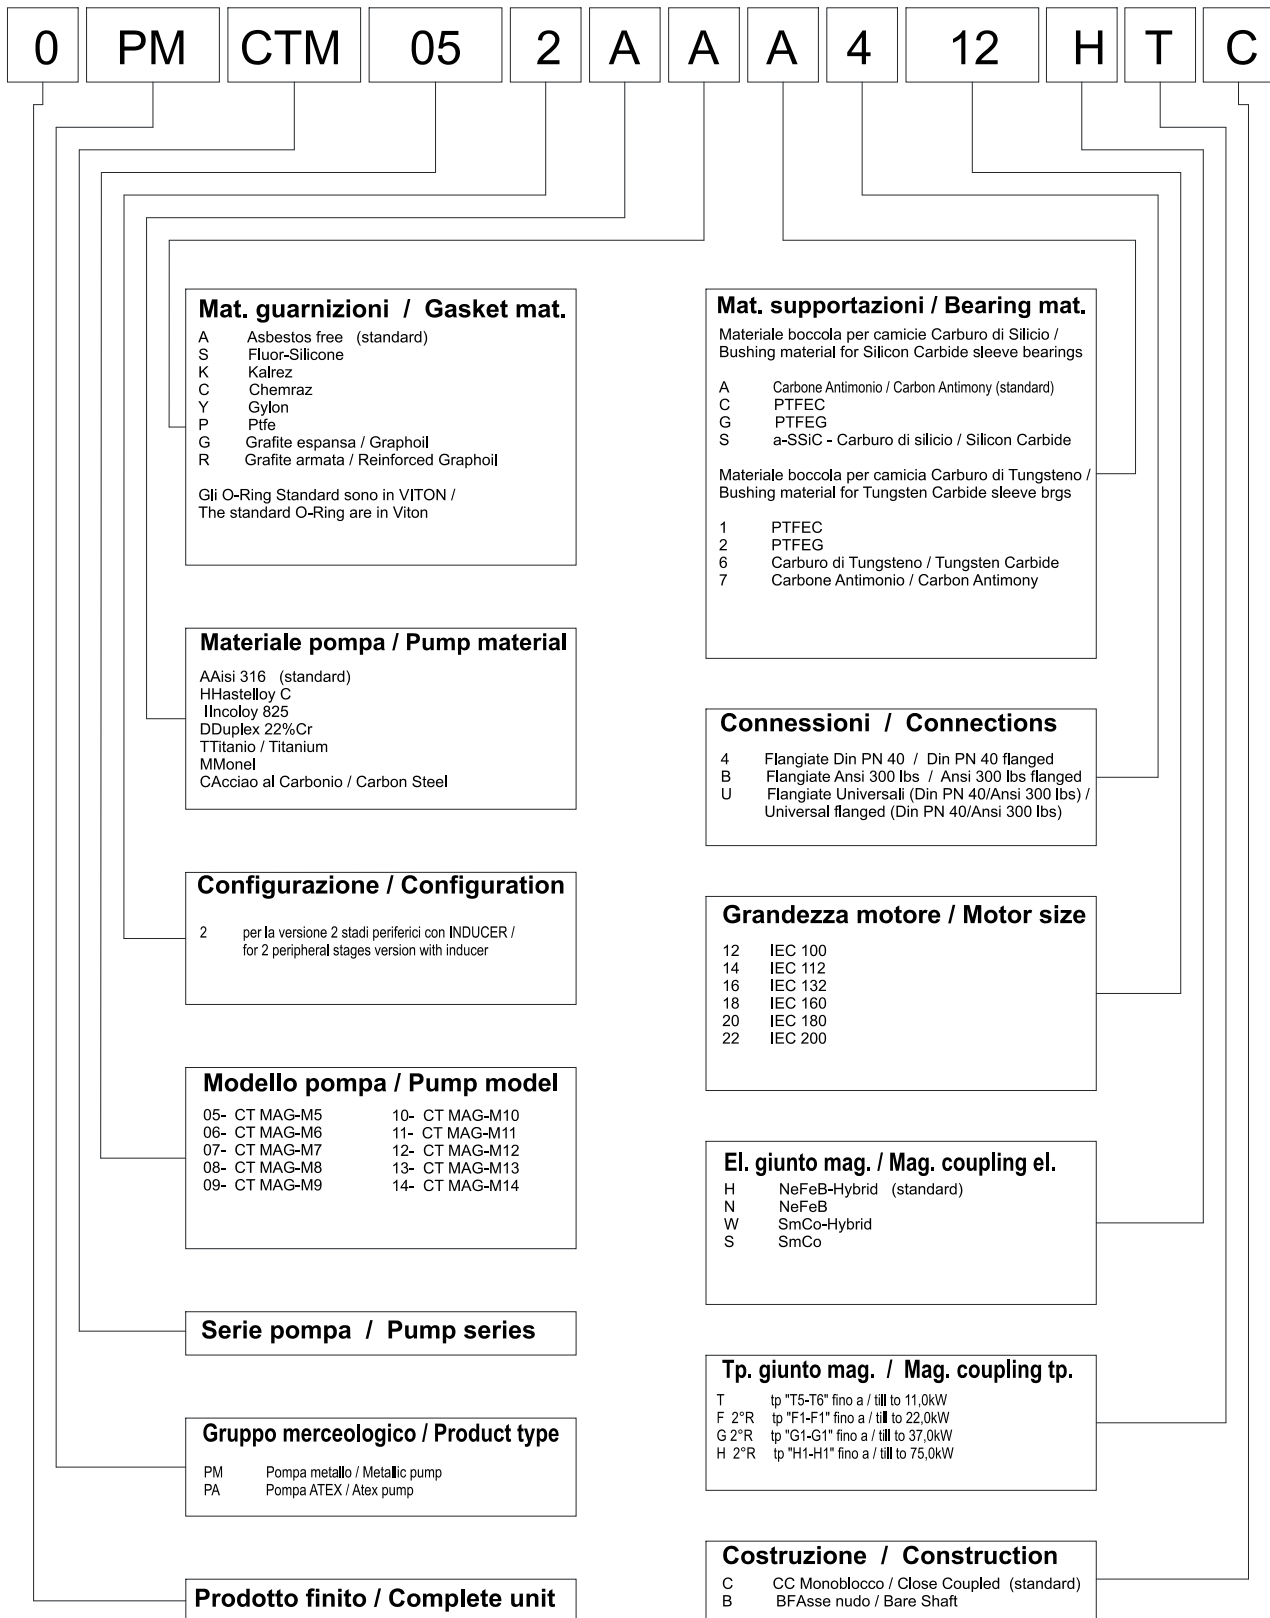 0 PM CTM 05 2 A A A 4 12 H T C
Mat. guarnizioni / Gasket mat.
A Asbestos free (standard)
S Fluor-Silicone
K Kalrez
C Chemraz
Y Gylon
P Ptfe
G Grafite espansa / Graphoil
R Grafite armata / Reinforced Graphoil
Gli O-Ring Standard sono in VITON /
The standard O-Ring are in Viton
Materiale pompa / Pump material
AAisi 316 (standard)
HHastelloy C
IIncoloy 825
DDuplex 22%Cr
TTitanio / Titanium
MMonel
CAcciao al Carbonio / Carbon Steel
Configurazione / Configuration
2 per la versione 2 stadi periferici con INDUCER /
for 2 peripheral stages version with inducer
Modello pompa / Pump model
05- CT MAG-M5 10- CT MAG-M10
06- CT MAG-M6 11- CT MAG-M11
07- CT MAG-M7 12- CT MAG-M12
08- CT MAG-M8 13- CT MAG-M13
09- CT MAG-M9 14- CT MAG-M14
Serie pompa / Pump series
Gruppo merceologico / Product type
PM Pompa metallo / Metallic pump
PA Pompa ATEX / Atex pump
Prodotto finito / Complete unit
Mat. supportazioni / Bearing mat.
Materiale boccola per camicie Carburo di Silicio /
Bushing material for Silicon Carbide sleeve bearings
A Carbone Antimonio / Carbon Antimony (standard)
C PTFEC
G PTFEG
S a-SSiC - Carburo di silicio / Silicon Carbide
Materiale boccola per camicia Carburo di Tungsteno /
Bushing material for Tungsten Carbide sleeve brgs
1 PTFEC
2 PTFEG
6 Carburo di Tungsteno / Tungsten Carbide
7 Carbone Antimonio / Carbon Antimony
Connessioni / Connections
4 Flangiate Din PN 40 / Din PN 40 flanged
B Flangiate Ansi 300 lbs / Ansi 300 lbs flanged
U Flangiate Universali (Din PN 40/Ansi 300 lbs) /
Universal flanged (Din PN 40/Ansi 300 lbs)
Grandezza motore / Motor size
12 IEC 100
14 IEC 112
16 IEC 132
18 IEC 160
20 IEC 180
22 IEC 200
El. giunto mag. / Mag. coupling el.
H NeFeB-Hybrid (standard)
N NeFeB
W SmCo-Hybrid
S SmCo
Tp. giunto mag. / Mag. coupling tp.
T tp "T5-T6" fino a / till to 11,0kW
F 2°R tp "F1-F1" fino a / till to 22,0kW
G 2°R tp "G1-G1" fino a / till to 37,0kW
H 2°R tp "H1-H1" fino a / till to 75,0kW
Costruzione / Construction
C CC Monoblocco / Close Coupled (standard)
B BFAsse nudo / Bare Shaft